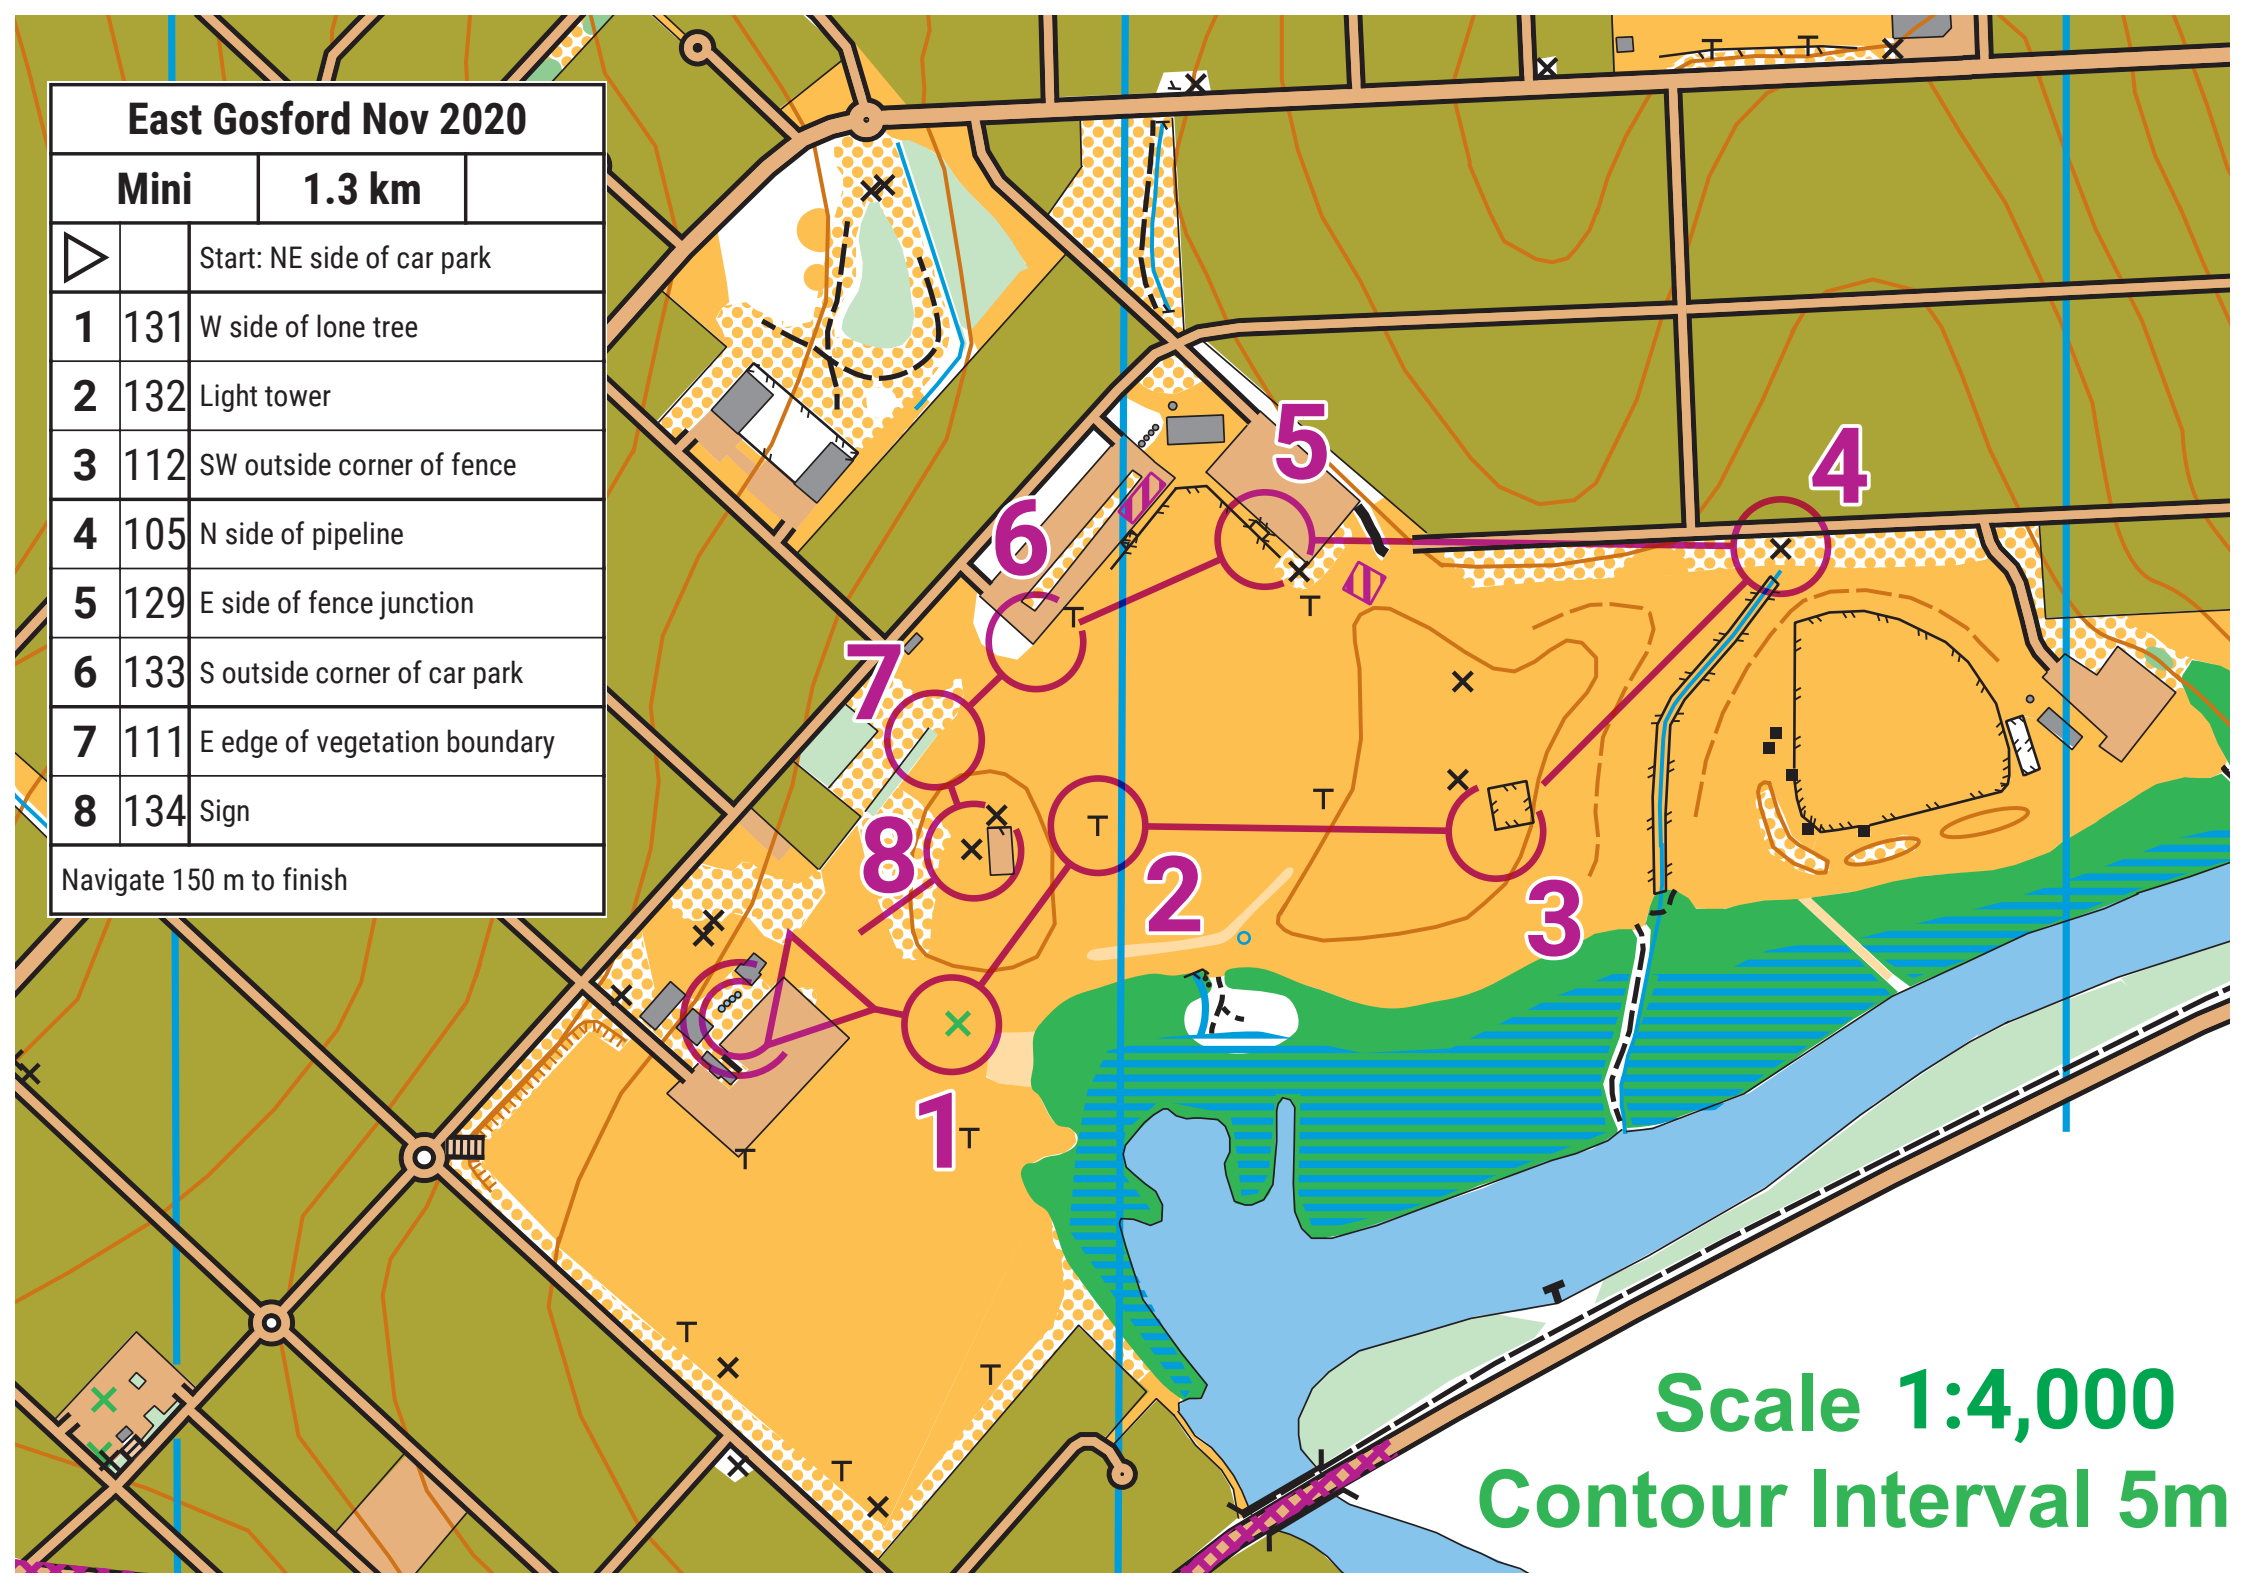 East Gosford Nov 2020
Mini 1.3 km
Start: NE side of car park
1 131 W side of lone tree
2 132 Light tower
3 112 SW outside corner of fence
4 105 N side of pipeline
5 129 E side of fence junction
6 133 S outside corner of car park
7 111 E edge of vegetation boundary
8 134 Sign
Navigate 150 m to finish
5
4
6
7
8
2
3
1
Scale 1:4,000
Contour Interval 5m